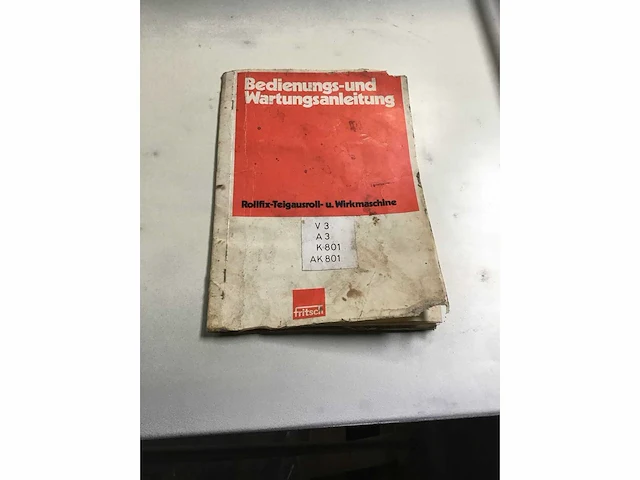 Bedienungs-und
Wartungsanleitung
Rollfix-Teigausroll- u. Wirkmaschine
V 3
A 3
K-801
AK 801
fritsch